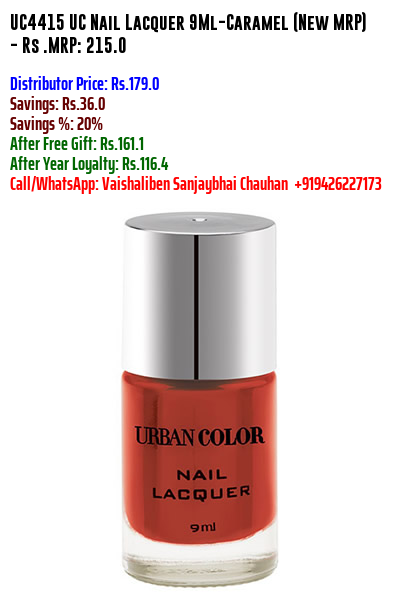 UC4415 UC Nail Lacquer 9Ml-Caramel (New MRP)
- Rs .MRP: 215.0
Distributor Price: Rs.179.0
Savings: Rs.36.0
Savings %: 20%
After Free Gift: Rs.161.1
After Year Loyalty: Rs.116.4
Call/WhatsApp: Vaishaliben Sanjaybhai Chauhan +919426227173
URBAN COLOR
NAIL
LACQUER
9ml